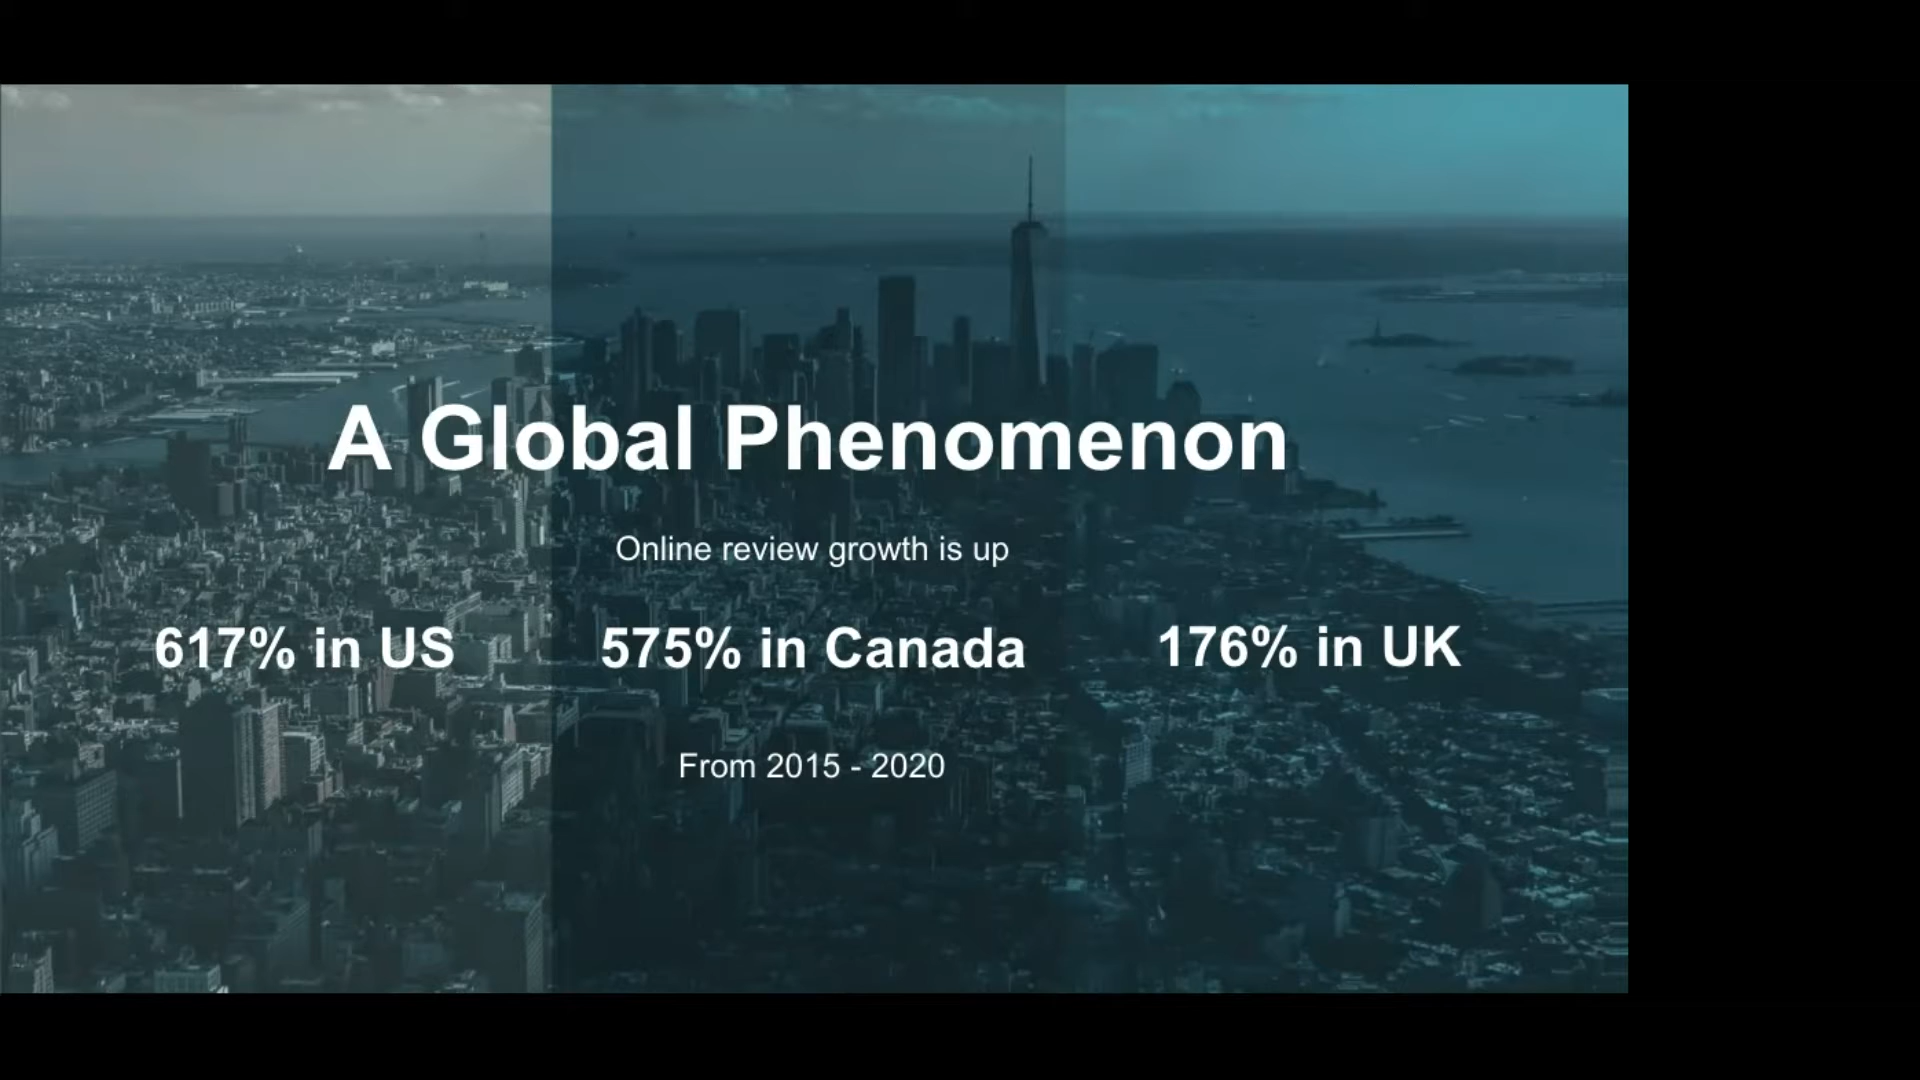 A Global Phenomenon
Online review growth is up
617% in US
575% in Canada
176% in UK
From 2015 - 2020